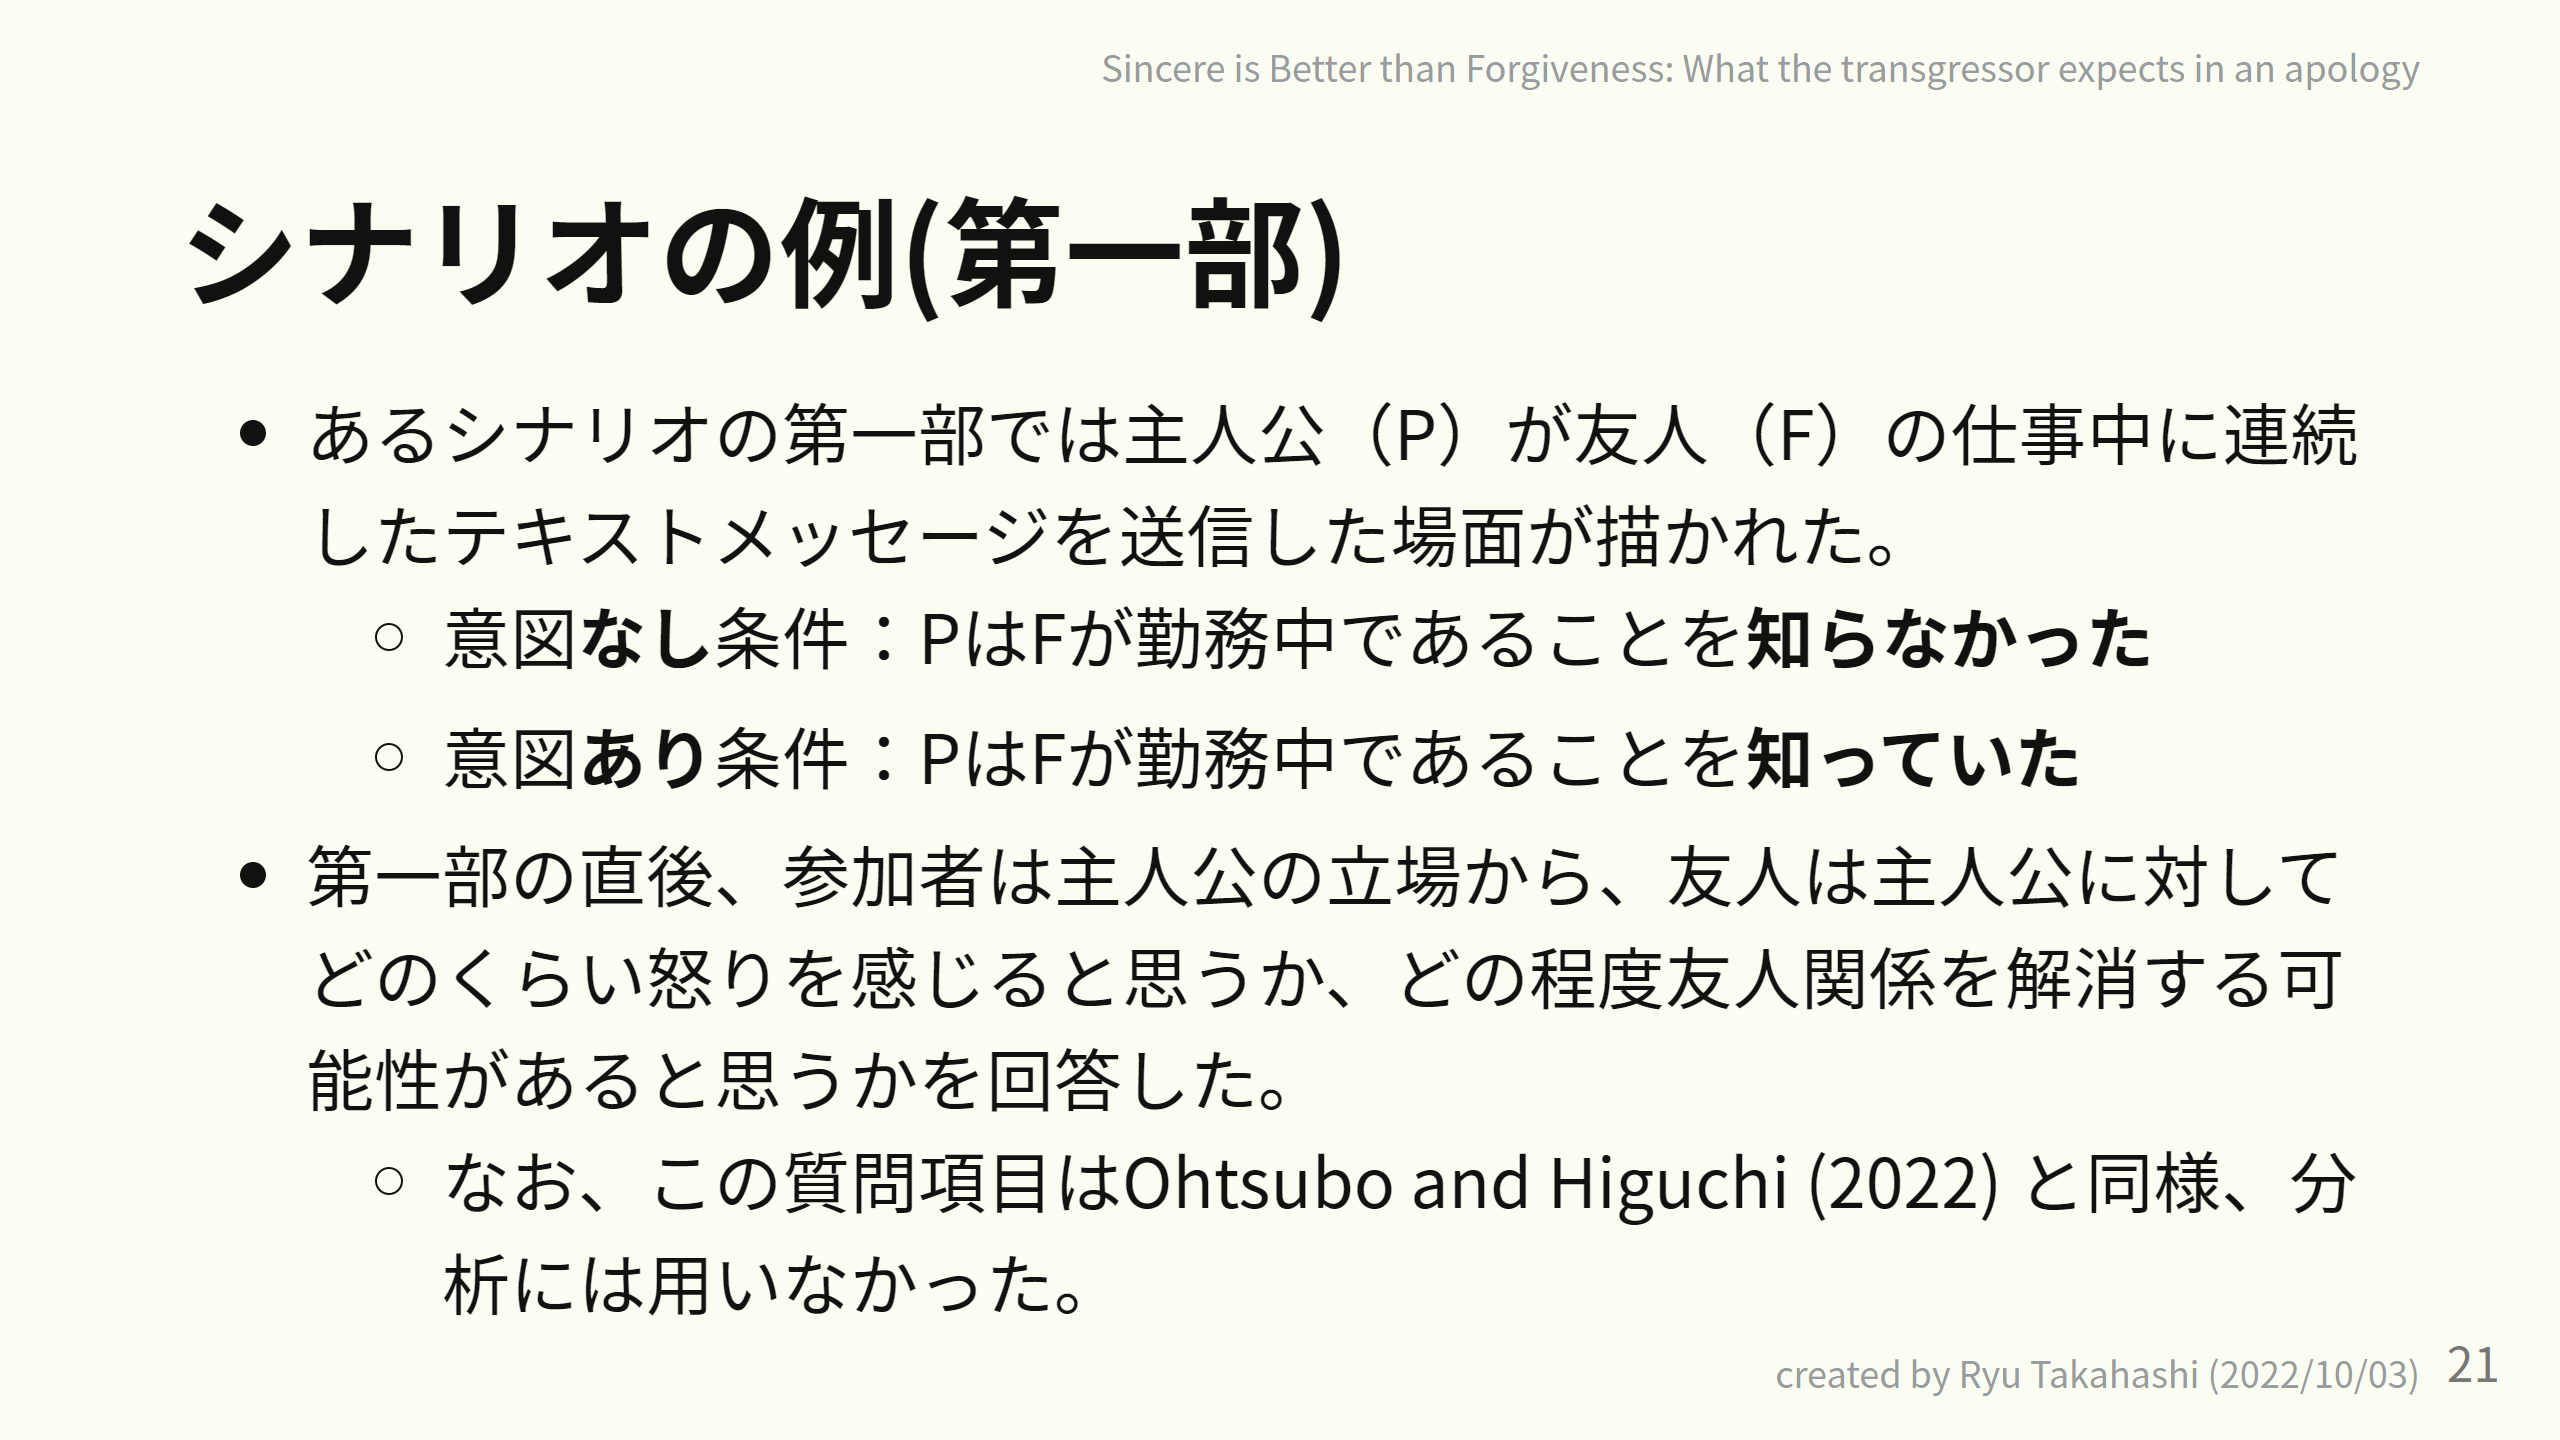 Sincere is Better than Forgiveness: What the transgressor expects in an apology
シナリオの例(第一部)
● あるシナリオの第一部では主人公（P）が友人（F）の仕事中に連続
したテキストメッセージを送信した場面が描かれた。
○ 意図なし条件：PはFが勤務中であることを知らなかった
○ 意図あり条件：PはFが勤務中であることを知っていた
● 第一部の直後、参加者は主人公の立場から、友人は主人公に対して
どのくらい怒りを感じると思うか、どの程度友人関係を解消する可
能性があると思うかを回答した。
○ なお、この質問項目はOhtsubo and Higuchi (2022) と同様、分
析には用いなかった。
created by Ryu Takahashi (2022/10/03) 21